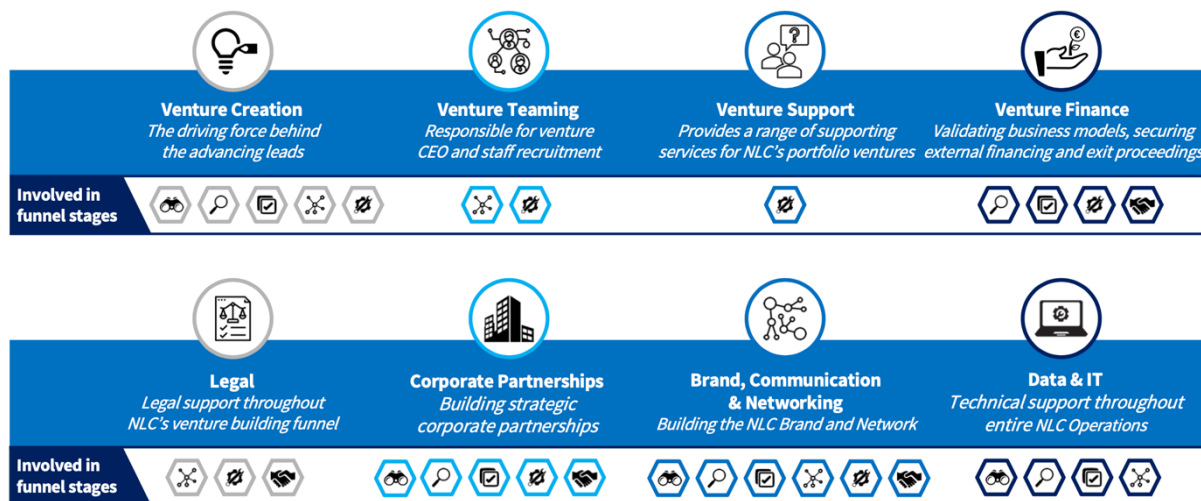 Venture Creation
The driving force behind
the advancing leads
Venture Teaming
Responsible for venture
CEO and staff recruitment
Venture Support
Provides a range of supporting
services for NLC's portfolio ventures
Venture Finance
Validating business models, securing
external financing and exit proceedings
Involved in
funnel stages
Legal
Legal support throughout
NLC's venture building funnel
Corporate Partnerships
Building strategic
corporate partnerships
Brand, Communication
& Networking
Building the NLC Brand and Network
Data & IT
Technical support throughout
entire NLC Operations
Involved in
funnel stages